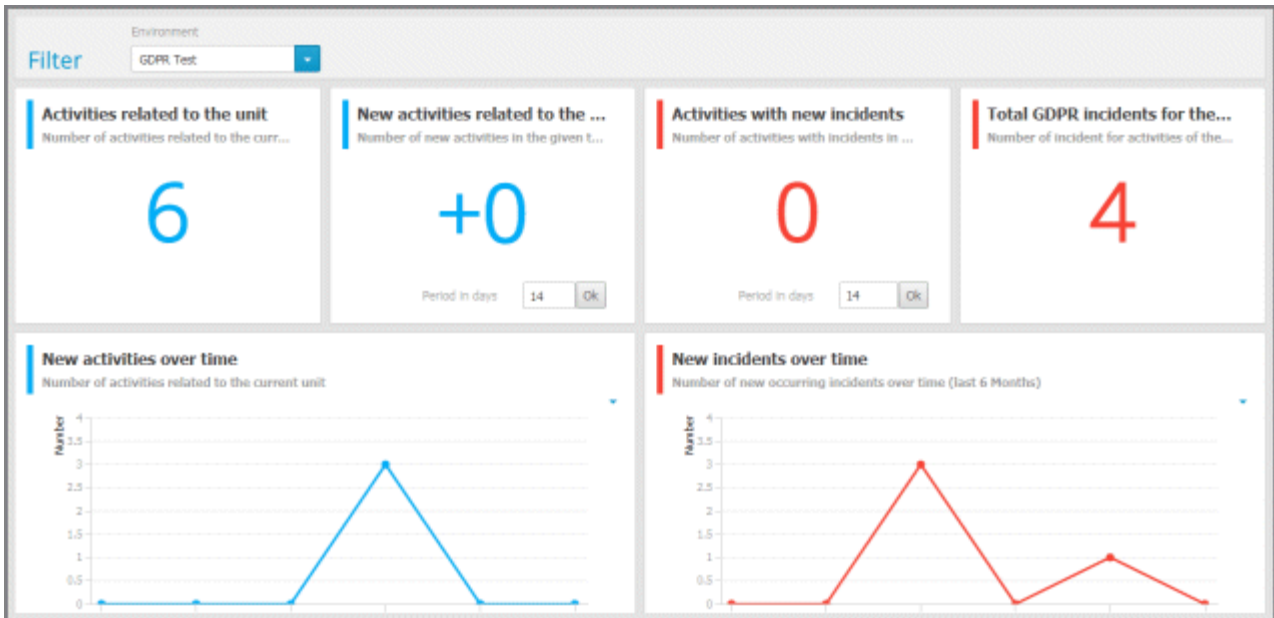 Environment
Filter
GDPR Test
Activities related to the unit
Number of activities related to the curr...
6
New activities related to the ...
Number of new activities in the given t...
+0
Period in days
14
Ok
Activities with new incidents
Number of activities with incidents in ...
0
Period in days
14
Ok
Total GDPR incidents for the...
Number of incident for activities of the...
4
New activities over time
Number of activities related to the current unit
Number
4
3.5
3
2.5
2
1.5
1
0.5
0
New incidents over time
Number of new occurring incidents over time (last 6 Months)
Number
4
3.5
3
2.5
2
1.5
1
0.5
0